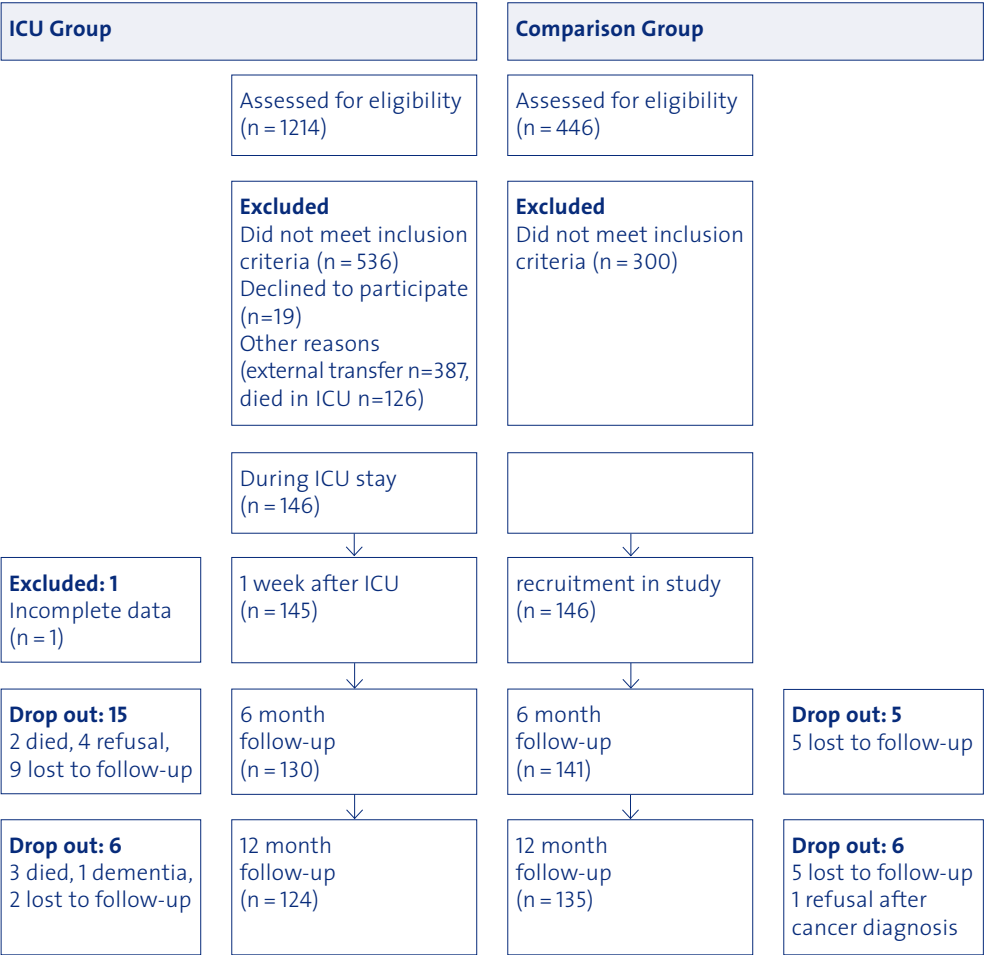 ICU Group
Comparison Group
Assessed for eligibility
(n = 1214)
Assessed for eligibility
(n = 446)
Excluded
Did not meet inclusion
criteria (n = 536)
Declined to participate
(n=19)
Other reasons
(external transfer n=387,
died in ICU n=126)
Excluded
Did not meet inclusion
criteria (n = 300)
During ICU stay
(n = 146)
Excluded: 1
Incomplete data
(n = 1)
1 week after ICU
(n = 145)
recruitment in study
(n = 146)
Drop out: 15
2 died, 4 refusal,
9 lost to follow-up
6 month
follow-up
(n = 130)
6 month
follow-up
(n = 141)
Drop out: 5
5 lost to follow-up
Drop out: 6
3 died, 1 dementia,
2 lost to follow-up
12 month
follow-up
(n = 124)
12 month
follow-up
(n = 135)
Drop out: 6
5 lost to follow-up
1 refusal after
cancer diagnosis